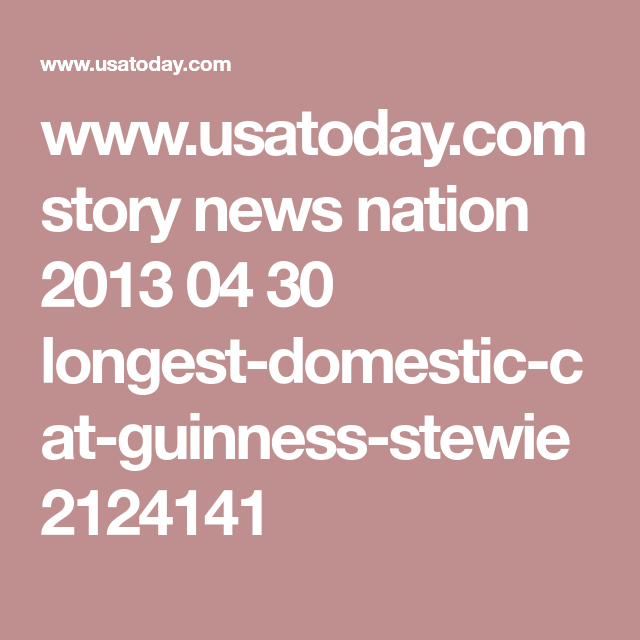 www.usatoday.com
www.usatoday.com
story news nation
2013 04 30
longest-domestic-c
at-guinness-stewie
2124141